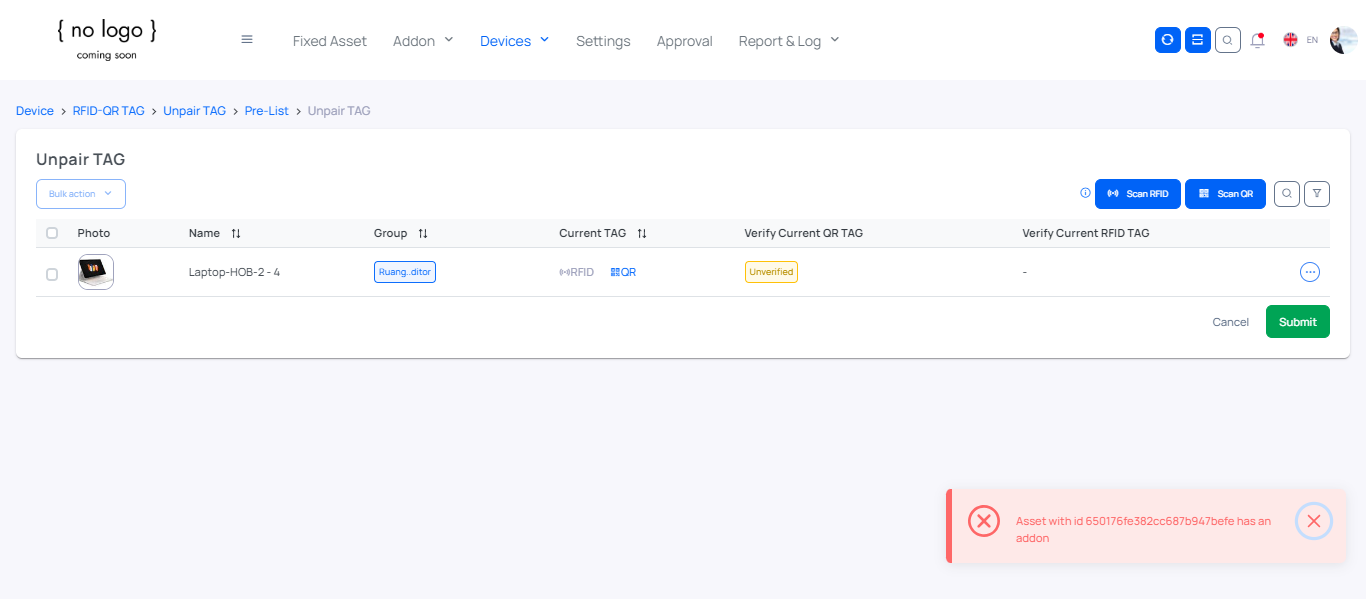 { no logo }
coming soon
Fixed Asset Addon Devices Settings Approval Report & Log EN
Device > RFID-QR TAG > Unpair TAG > Pre-List > Unpair TAG
Unpair TAG
Bulk action Scan RFID Scan QR
Photo Name Group Current TAG Verify Current QR TAG Verify Current RFID TAG
Laptop-HOB-2 - 4 Ruang..ditor RFID QR Unverified -
Cancel Submit
Asset with id 650176fe382cc687b947befe has an
addon